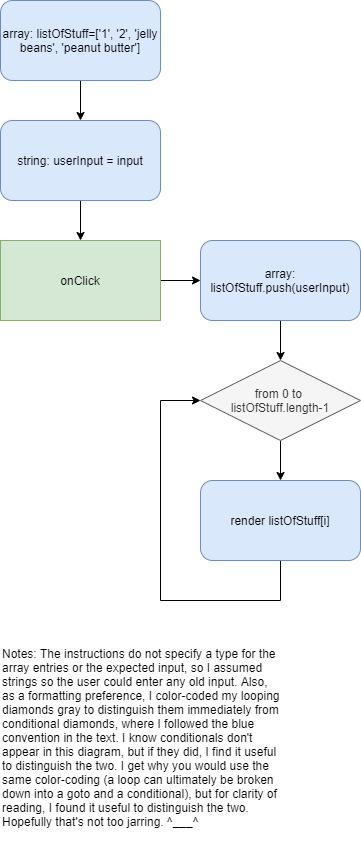 array: listOfStuff=['1', '2', 'jelly
beans', 'peanut butter']
string: userInput = input
onClick
array:
listOfStuff.push(userInput)
from 0 to
listOfStuff.length-1
render listOfStuff[i]
Notes: The instructions do not specify a type for the
array entries or the expected input, so I assumed
strings so the user could enter any old input. Also,
as a formatting preference, I color-coded my looping
diamonds gray to distinguish them immediately from
conditional diamonds, where I followed the blue
convention in the text. I know conditionals don't
appear in this diagram, but if they did, I find it useful
to distinguish the two. I get why you would use the
same color-coding (a loop can ultimately be broken
down into a goto and a conditional), but for clarity of
reading, I found it useful to distinguish the two.
Hopefully that's not too jarring. ^___^